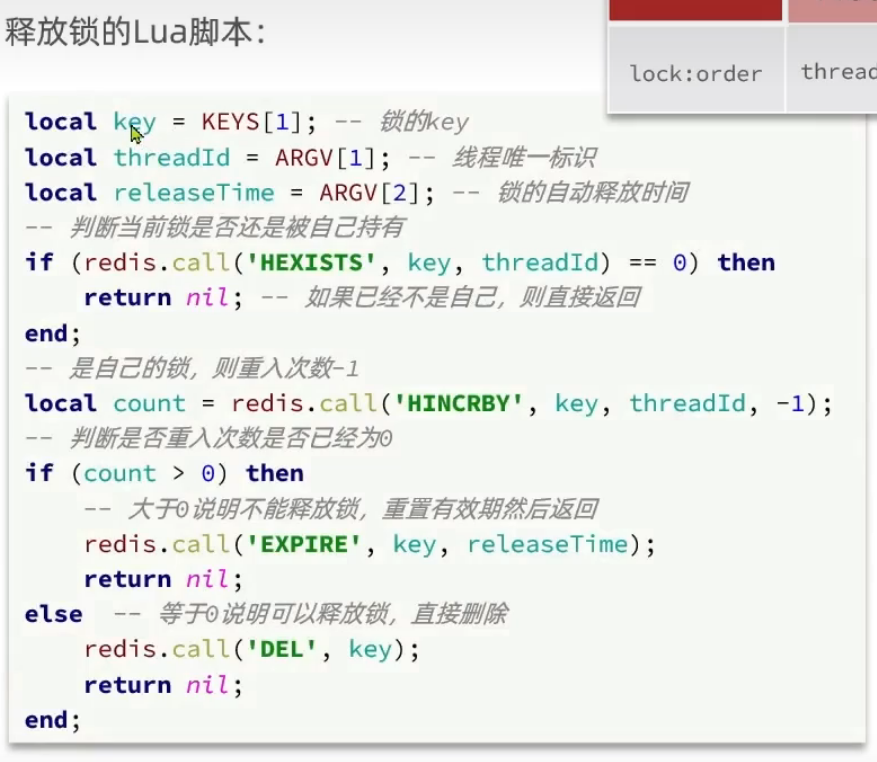 释放锁的Lua脚本：
lock:order
thread
local key = KEYS[1]; -- 锁的key
local threadId = ARGV[1]; -- 线程唯一标识
local releaseTime = ARGV[2]; -- 锁的自动释放时间
-- 判断当前锁是否还是被自己持有
if (redis.call('HEXISTS', key, threadId) == 0) then
    return nil; -- 如果已经不是自己，则直接返回
end;
-- 是自己的锁，则重入次数-1
local count = redis.call('HINCRBY', key, threadId, -1);
-- 判断是否重入次数是否已经为0
if (count > 0) then
    -- 大于0说明不能释放锁，重置有效期然后返回
    redis.call('EXPIRE', key, releaseTime);
    return nil;
else  -- 等于0说明可以释放锁，直接删除
    redis.call('DEL', key);
    return nil;
end;